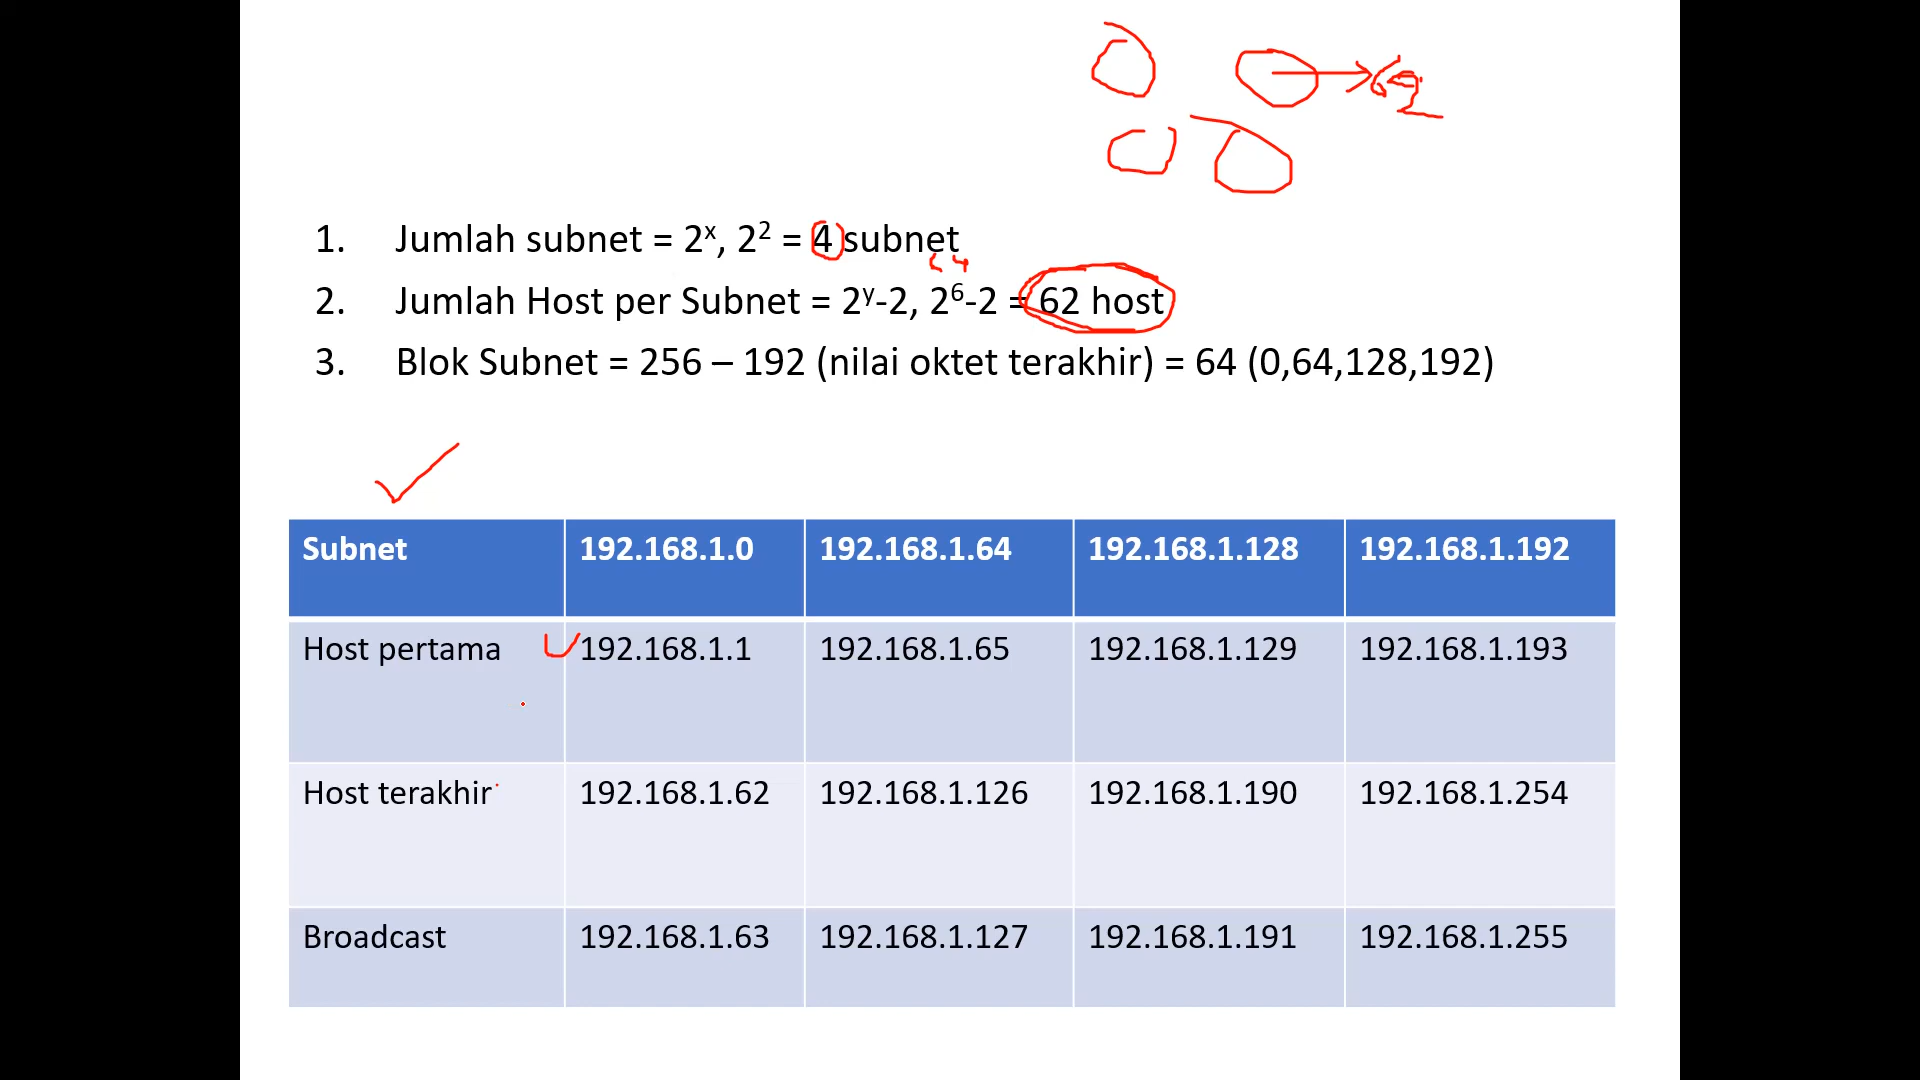 62
1. Jumlah subnet = 2ˣ, 2² = 4 subnet
64
2. Jumlah Host per Subnet = 2ʸ-2, 2⁶-2 = 62 host
3. Blok Subnet = 256 – 192 (nilai oktet terakhir) = 64 (0,64,128,192)
Subnet 192.168.1.0 192.168.1.64 192.168.1.128 192.168.1.192
Host pertama 192.168.1.1 192.168.1.65 192.168.1.129 192.168.1.193
Host terakhir 192.168.1.62 192.168.1.126 192.168.1.190 192.168.1.254
Broadcast 192.168.1.63 192.168.1.127 192.168.1.191 192.168.1.255